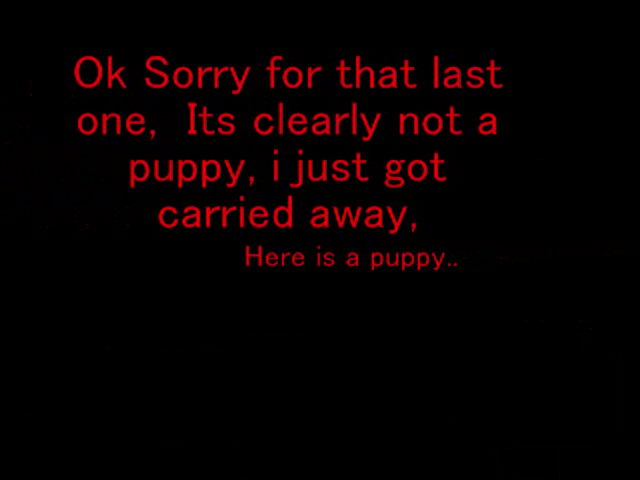 Ok Sorry for that last
one, Its clearly not a
puppy, i just got
carried away,
Here is a puppy..